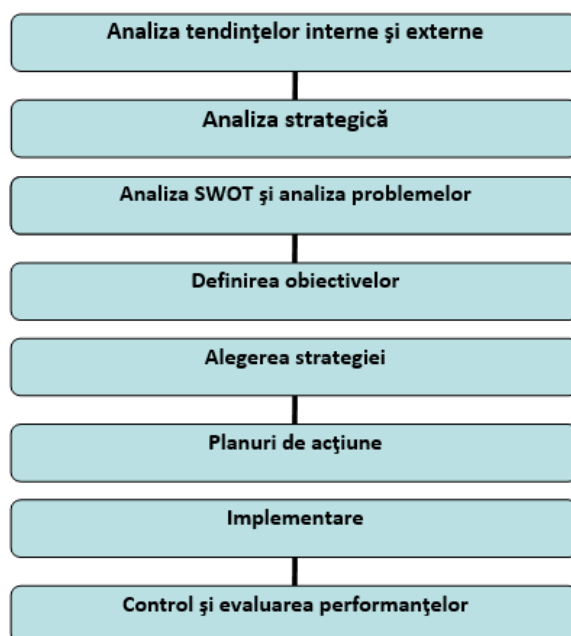 Analiza tendinţelor interne şi externe
Analiza strategică
Analiza SWOT şi analiza problemelor
Definirea obiectivelor
Alegerea strategiei
Planuri de acţiune
Implementare
Control şi evaluarea performanţelor